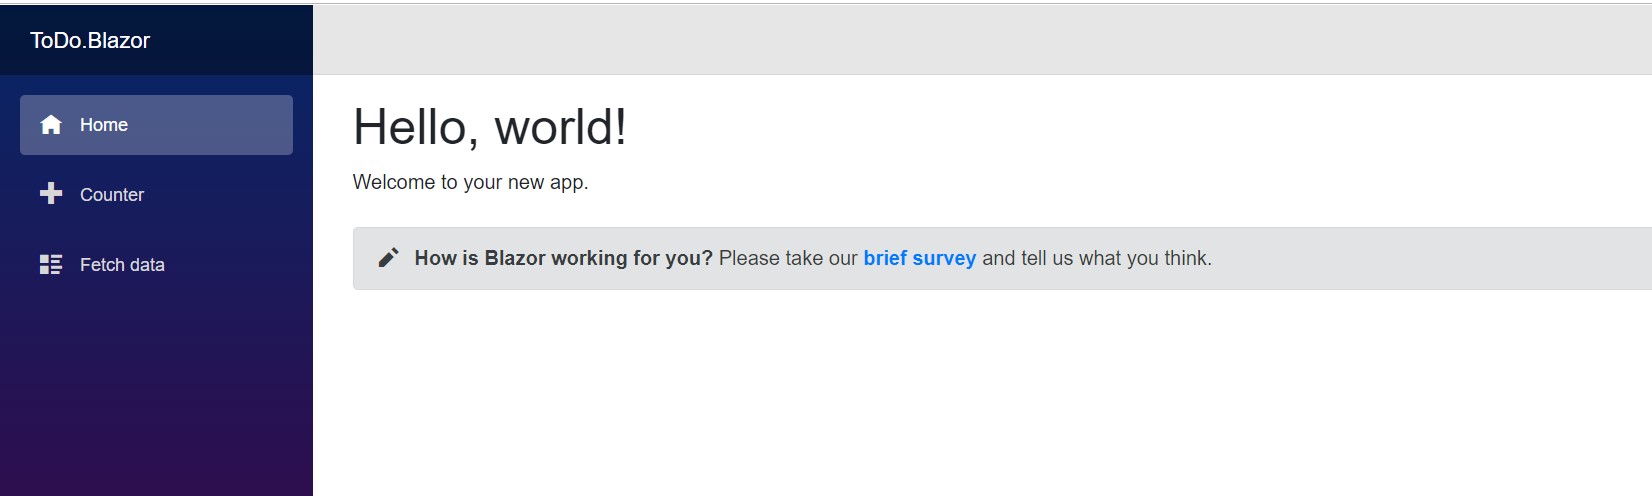 ToDo.Blazor
Home
Counter
Fetch data
Hello, world!
Welcome to your new app.
How is Blazor working for you? Please take our brief survey and tell us what you think.